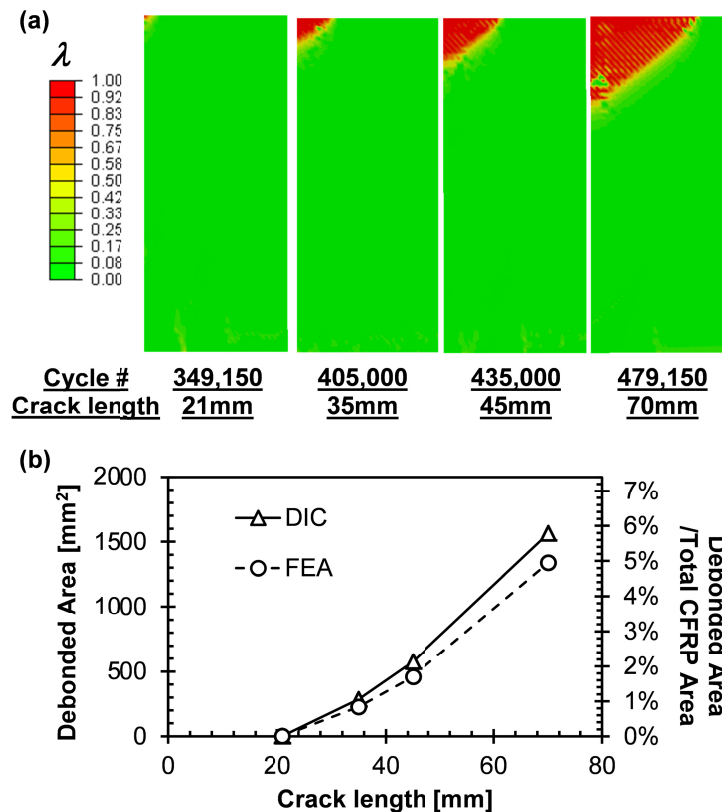 (a)
λ
1.00
0.92
0.83
0.75
0.67
0.58
0.50
0.42
0.33
0.25
0.17
0.08
0.00
Cycle # 349,150 405,000 435,000 479,150
Crack length 21mm 35mm 45mm 70mm
(b)
Debonded Area [mm²]
2000
1500
1000
500
0
DIC
FEA
7%
6%
5%
4%
3%
2%
1%
0%
Debonded Area
/Total CFRP Area
0 20 40 60 80
Crack length [mm]